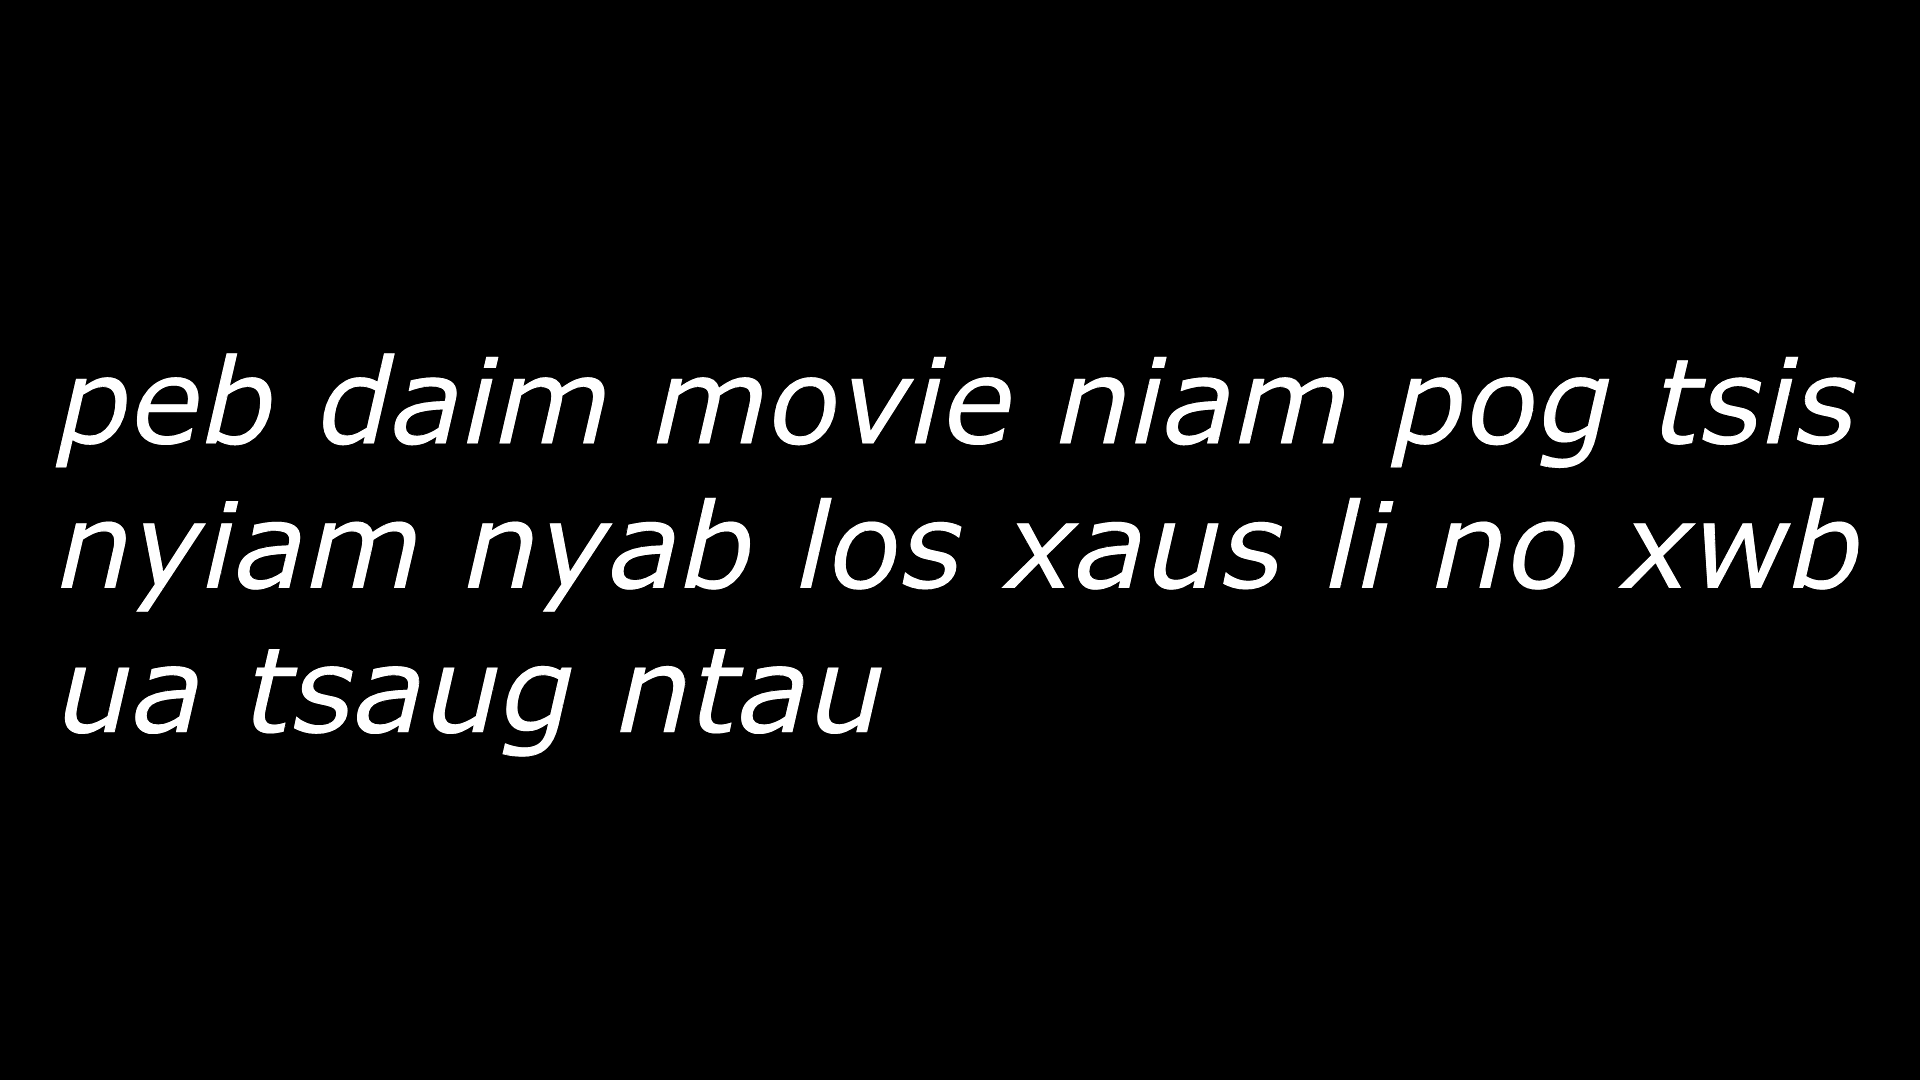 peb daim movie niam pog tsis
nyiam nyab los xaus li no xwb
ua tsaug ntau